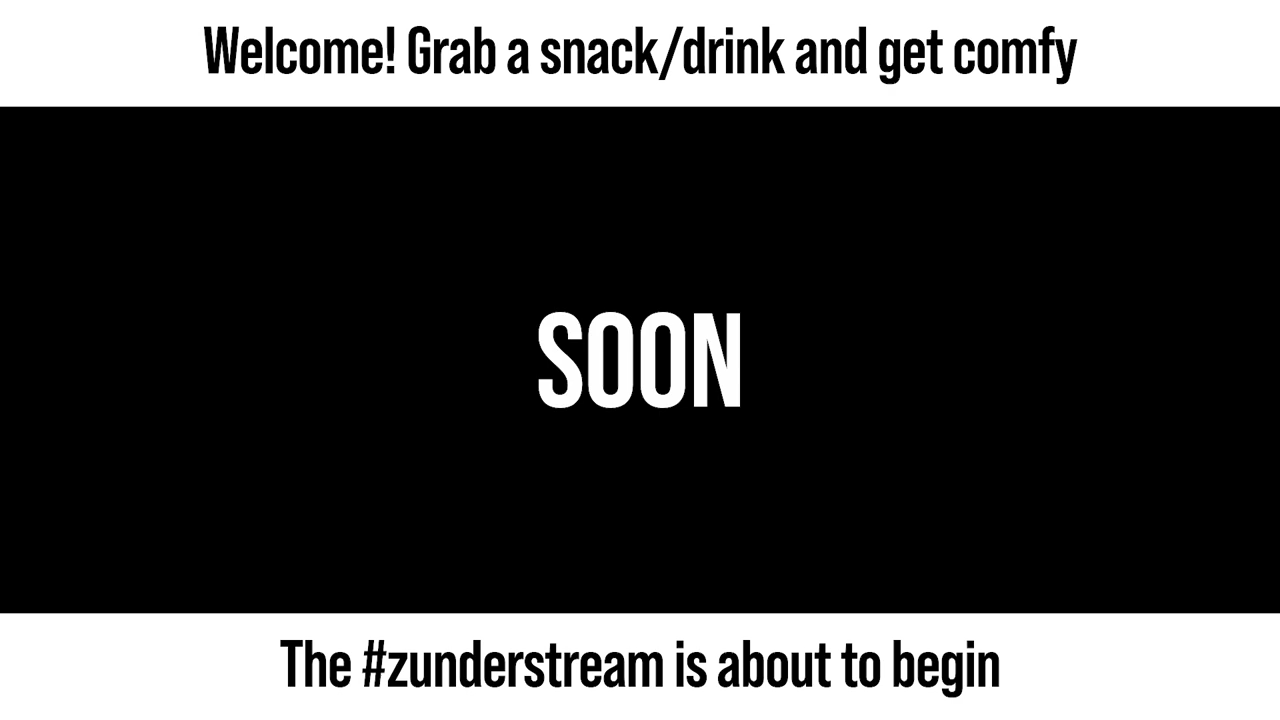 Welcome! Grab a snack/drink and get comfy
SOON
The #zunderstream is about to begin